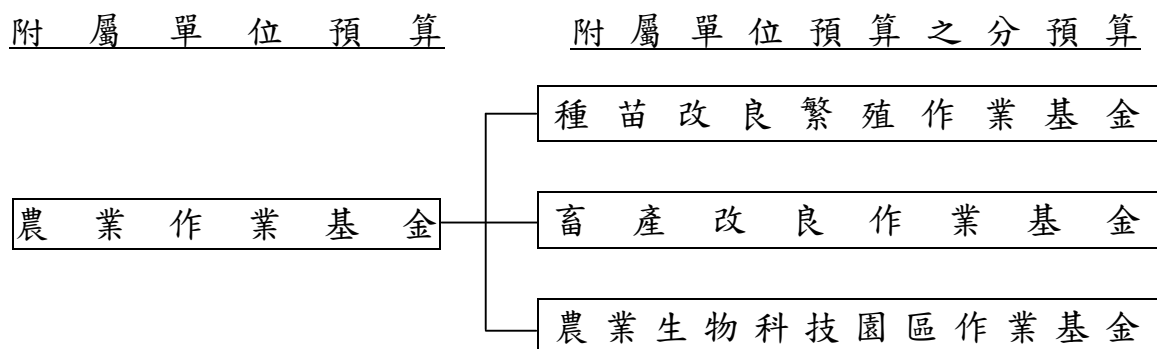 附屬單位預算
附屬單位預算之分預算
種苗改良繁殖作業基金
農業作業基金
畜產改良作業基金
農業生物科技園區作業基金